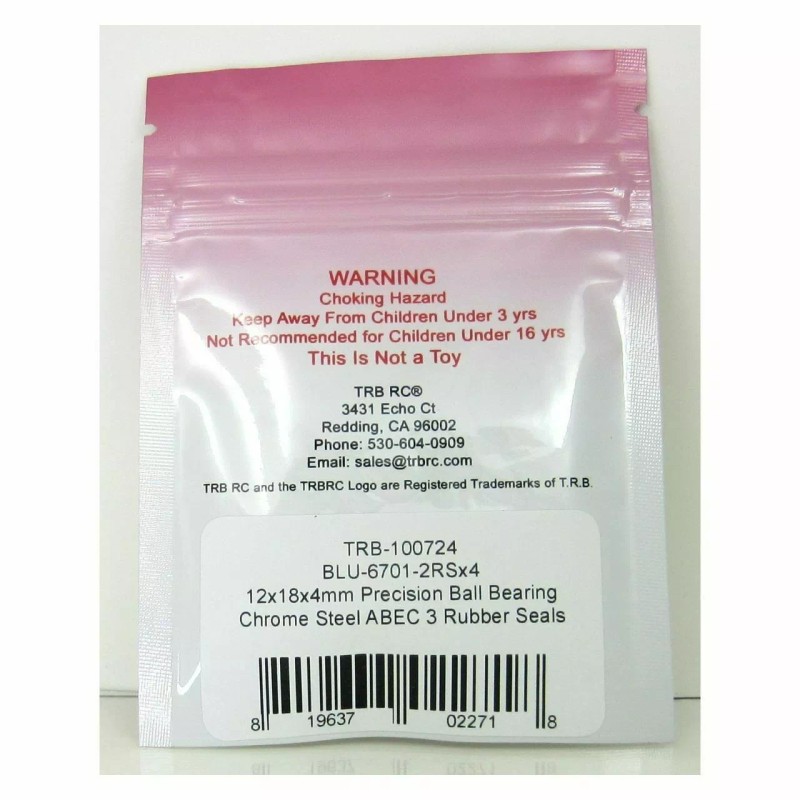 WARNING
Choking Hazard
Keep Away From Children Under 3 yrs
Not Recommended for Children Under 16 yrs
This Is Not a Toy
TRB RC®
3431 Echo Ct
Redding, CA 96002
Phone: 530-604-0909
Email: sales@trbrc.com
TRB RC and the TRBRC Logo are Registered Trademarks of T.R.B.
TRB-100724
BLU-6701-2RSx4
12x18x4mm Precision Ball Bearing
Chrome Steel ABEC 3 Rubber Seals
8 19637 02271 8